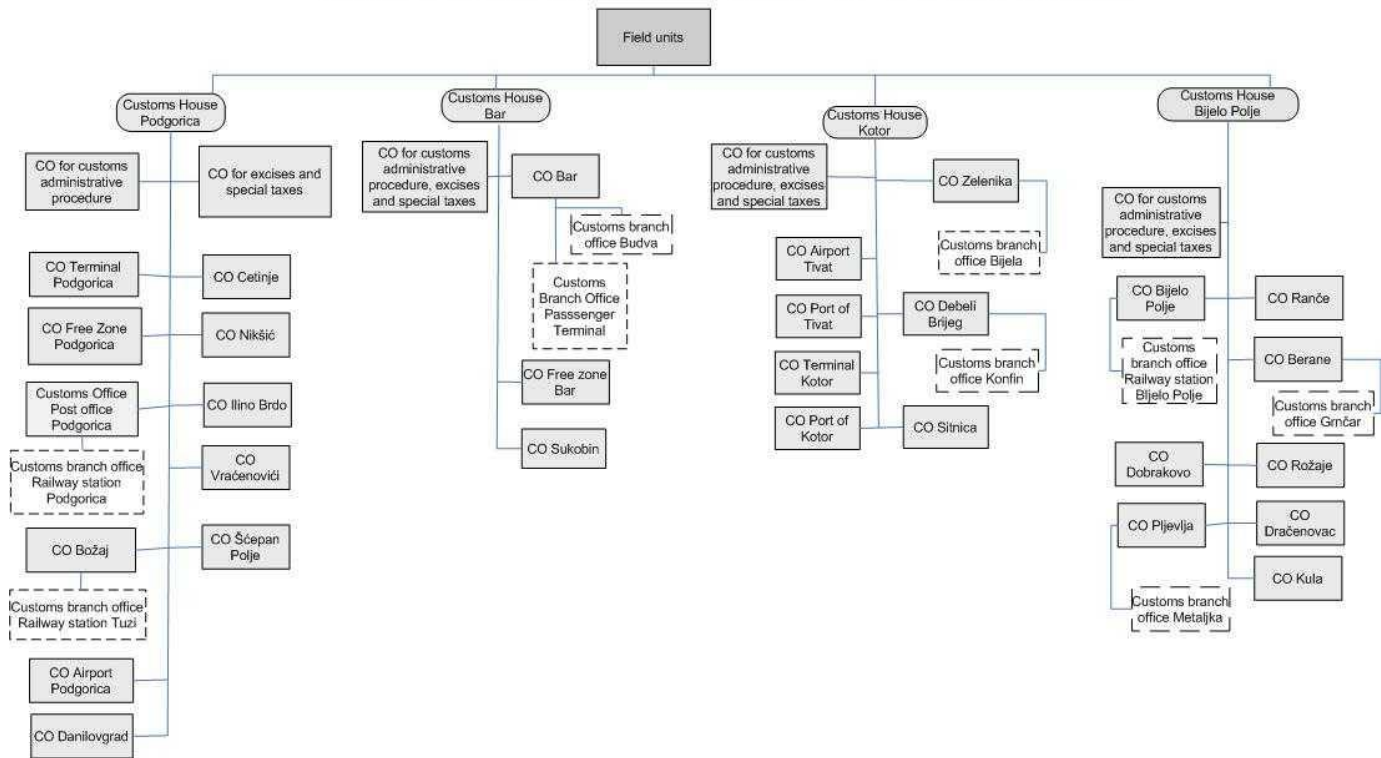 Field units
Customs House
Podgorica
CO for customs
administrative
procedure
CO for excises and
special taxes
CO Terminal
Podgorica
CO Cetinje
CO Free Zone
Podgorica
CO Nikšić
Customs Office
Post office
Podgorica
CO Ilino Brdo
Customs branch office
Railway station
Podgorica
CO
Vraćenovići
CO Božaj
CO Šćepan
Polje
Customs branch office
Railway station Tuzi
CO Airport
Podgorica
CO Danilovgrad
Customs House
Bar
CO for customs
administrative
procedure, excises
and special taxes
CO Bar
Customs branch
office Budva
Customs
Branch Office
Passsenger
Terminal
CO Free zone
Bar
CO Sukobin
Customs House
Kotor
CO for customs
administrative
procedure, excises
and special taxes
CO Zelenika
Customs branch
office Bijela
CO Airport
Tivat
CO Port of
Tivat
CO Debeli
Brijeg
Customs branch
office Konfin
CO Terminal
Kotor
CO Port of
Kotor
CO Sitnica
Customs House
Bijelo Polje
CO for customs
administrative
procedure, excises
and special taxes
CO Bijelo
Polje
CO Ranče
Customs
branch office
Railway station
BIjelo Polje
CO Berane
Customs branch
office Grnčar
CO
Dobrakovo
CO Rožaje
CO Pljevlja
CO
Dračenovac
Customs branch
office Metaljka
CO Kula